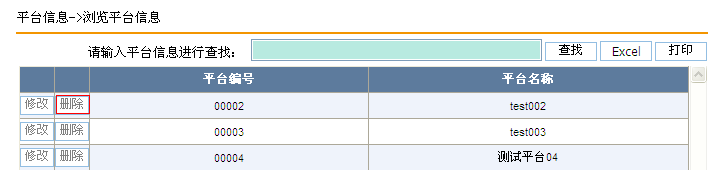 平台信息->浏览平台信息
请输入平台信息进行查找： 查找 Excel 打印
平台编号 平台名称
修改 删除 00002 test002
修改 删除 00003 test003
修改 删除 00004 测试平台04